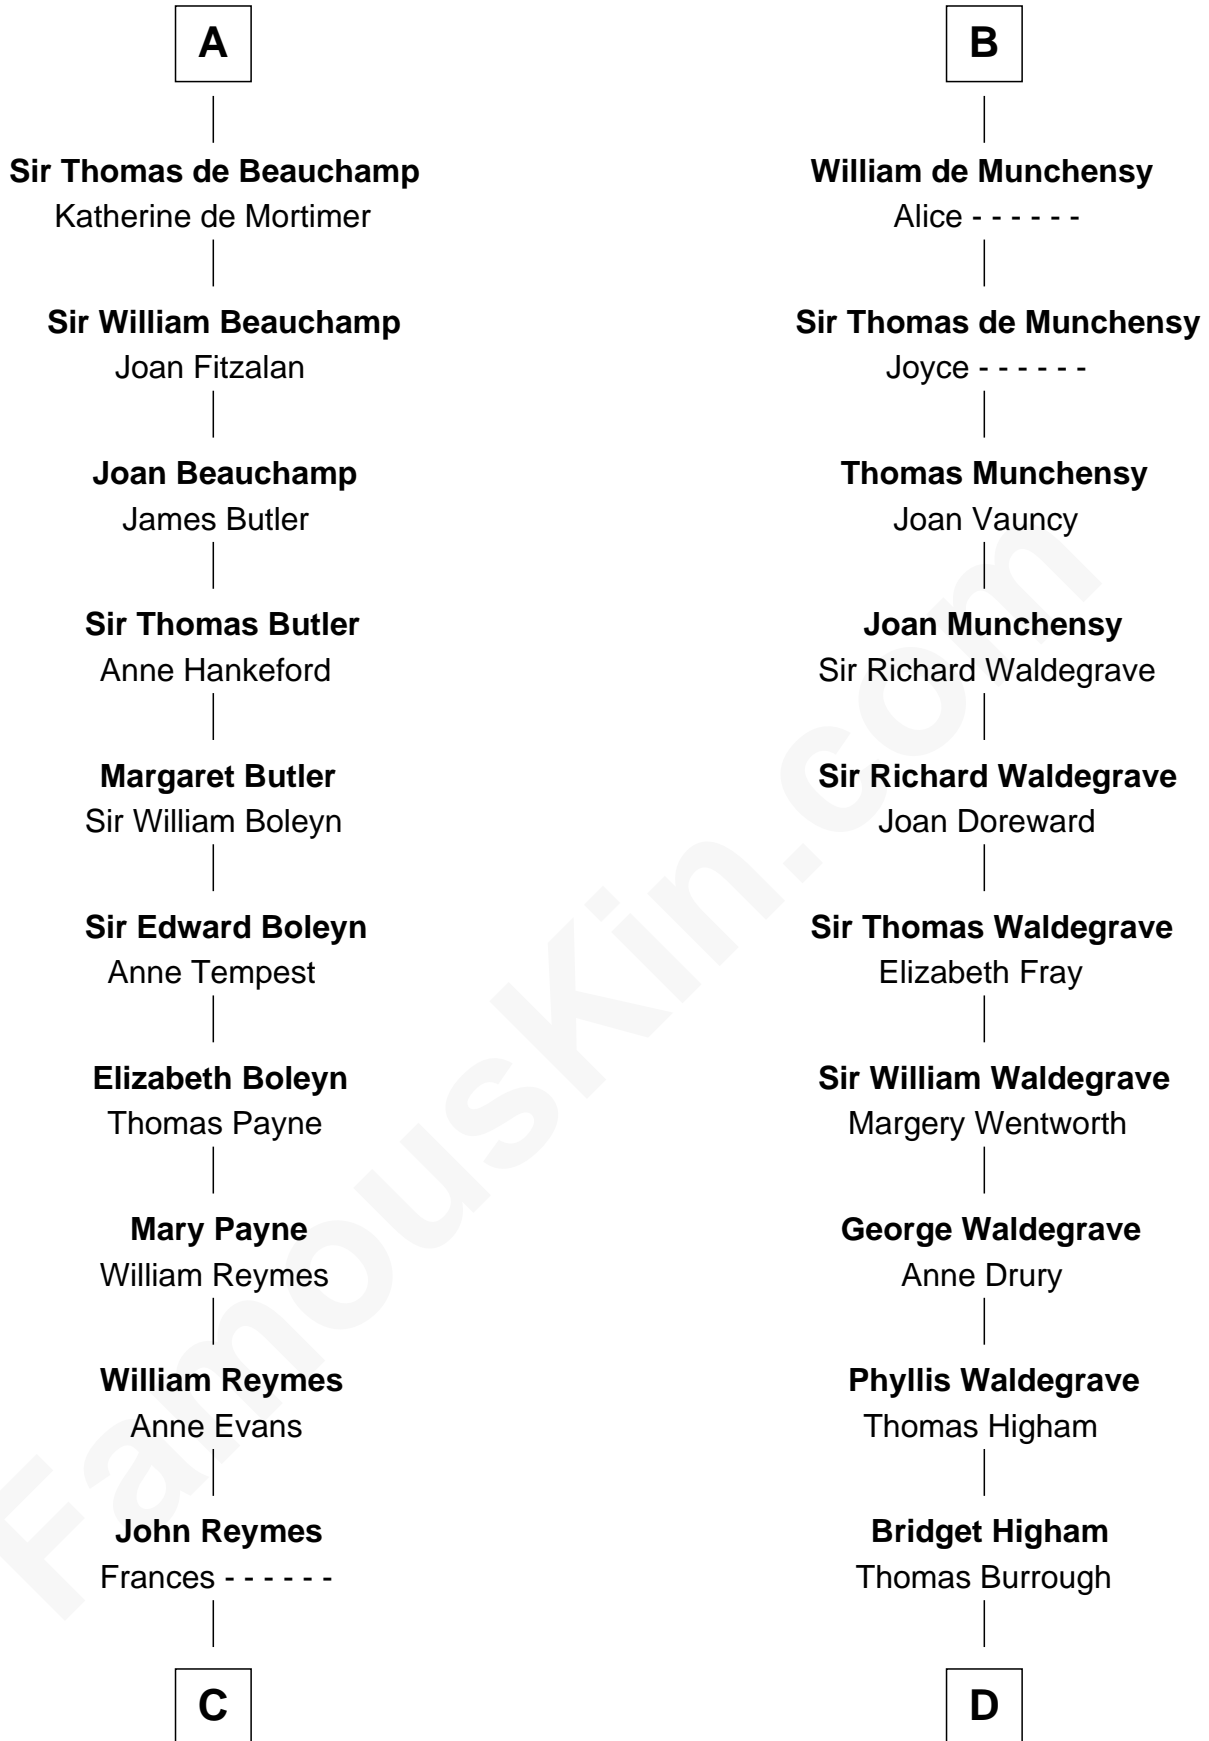 A
Sir Thomas de Beauchamp
Katherine de Mortimer
Sir William Beauchamp
Joan Fitzalan
Joan Beauchamp
James Butler
Sir Thomas Butler
Anne Hankeford
Margaret Butler
Sir William Boleyn
Sir Edward Boleyn
Anne Tempest
Elizabeth Boleyn
Thomas Payne
Mary Payne
William Reymes
William Reymes
Anne Evans
John Reymes
Frances - - - - - -
C
B
William de Munchensy
Alice - - - - - -
Sir Thomas de Munchensy
Joyce - - - - - -
Thomas Munchensy
Joan Vauncy
Joan Munchensy
Sir Richard Waldegrave
Sir Richard Waldegrave
Joan Doreward
Sir Thomas Waldegrave
Elizabeth Fray
Sir William Waldegrave
Margery Wentworth
George Waldegrave
Anne Drury
Phyllis Waldegrave
Thomas Higham
Bridget Higham
Thomas Burrough
D
FamousKin.com